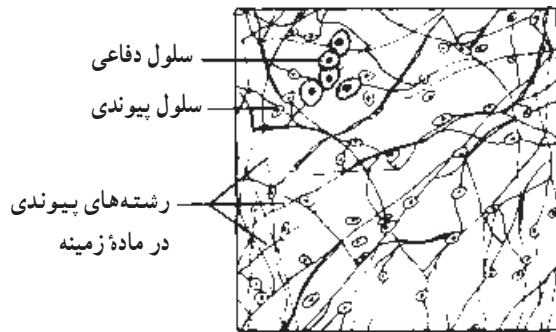 سلول دفاعی
سلول پیوندی
رشته‌های پیوندی
در مادهٔ زمینه